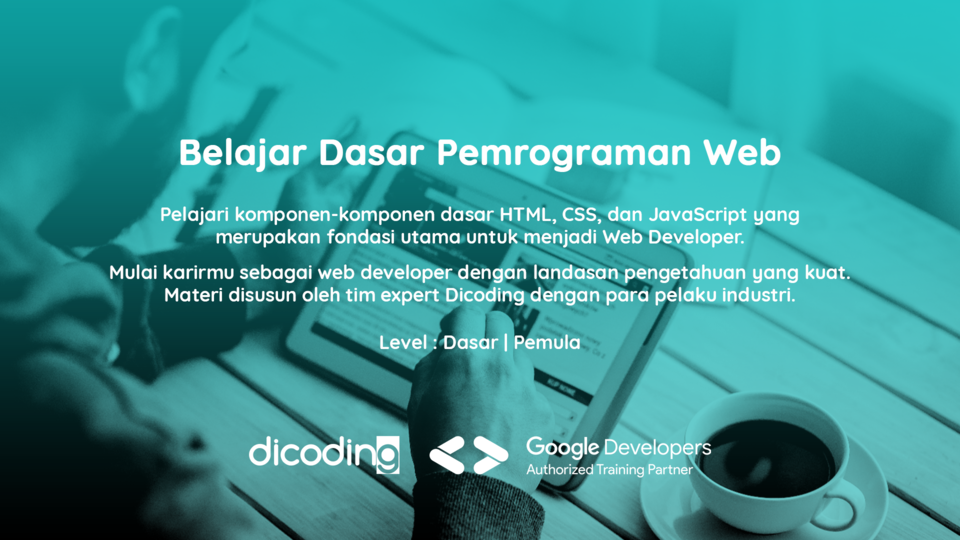 Belajar Dasar Pemrograman Web
Pelajari komponen-komponen dasar HTML, CSS, dan JavaScript yang
merupakan fondasi utama untuk menjadi Web Developer.
Mulai karirmu sebagai web developer dengan landasan pengetahuan yang kuat.
Materi disusun oleh tim expert Dicoding dengan para pelaku industri.
Level : Dasar | Pemula
dicoding
Google Developers
Authorized Training Partner